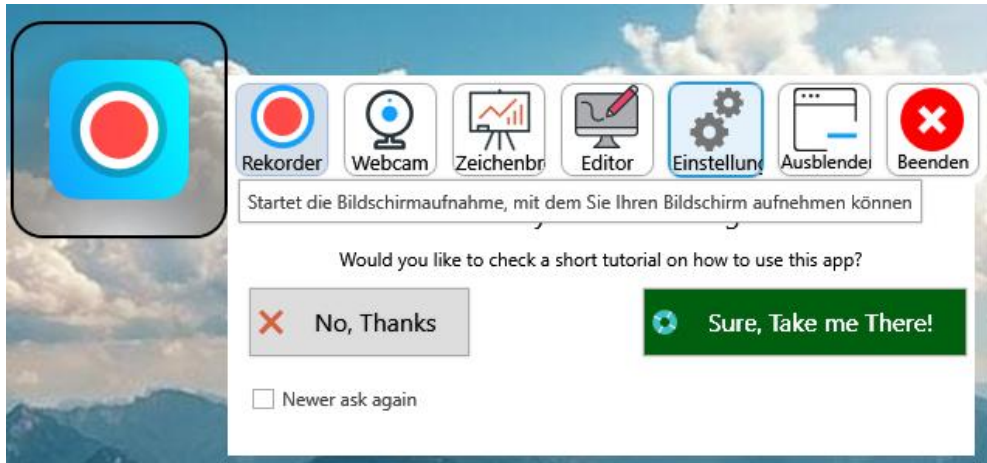 Rekorder
Webcam
Zeichenbr
Editor
Einstellung
Ausblenden
Beenden
Startet die Bildschirmaufnahme, mit dem Sie Ihren Bildschirm aufnehmen können
Would you like to check a short tutorial on how to use this app?
No, Thanks
Sure, Take me There!
Newer ask again